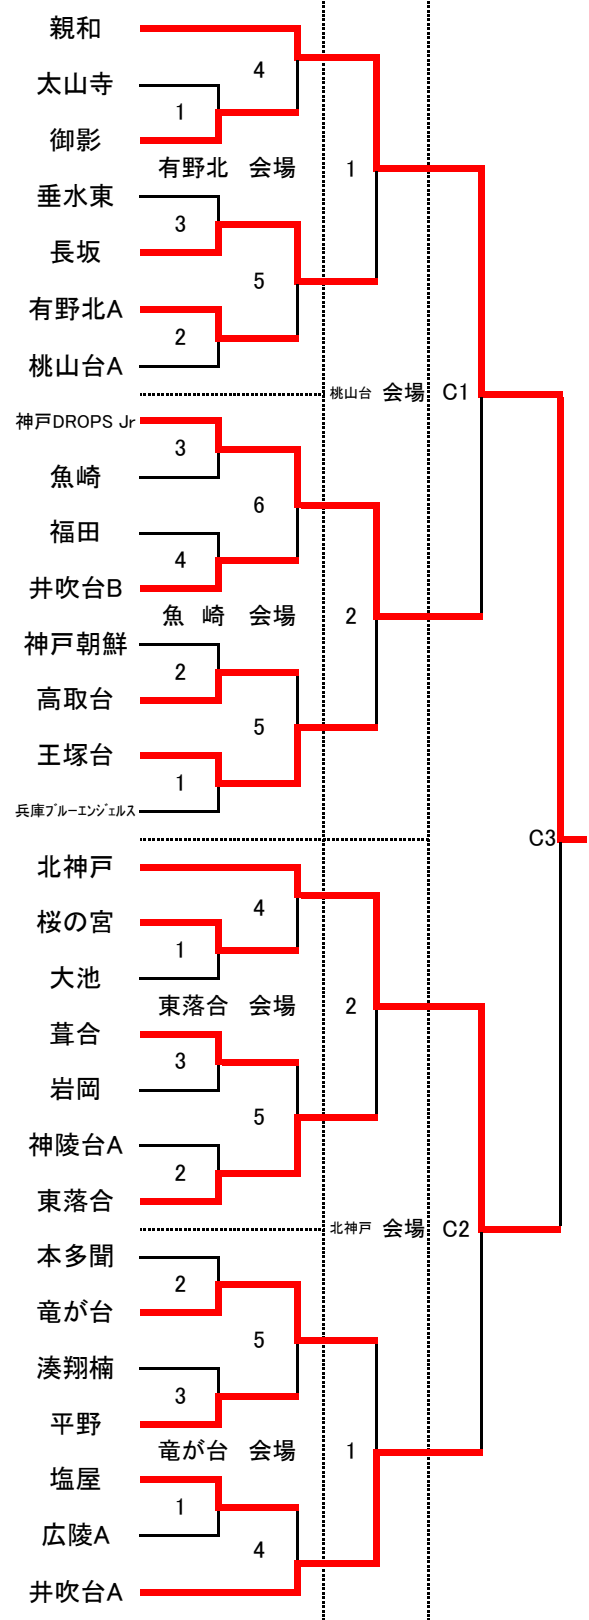 親和
4
太山寺
1
御影
有野北 会場
1
垂水東
3
長坂
5
有野北A
2
桃山台A
桃山台 会場 C1
神戸DROPS Jr
3
魚崎
6
福田
4
井吹台B
魚 崎 会場
2
神戸朝鮮
2
高取台
5
王塚台
1
兵庫ブルーエンジェルス
C3
北神戸
4
桜の宮
1
大池
東落合 会場
2
葺合
3
岩岡
5
神陵台A
2
東落合
北神戸 会場 C2
本多聞
2
竜が台
5
湊翔楠
3
平野
竜が台 会場
1
塩屋
1
広陵A
4
井吹台A